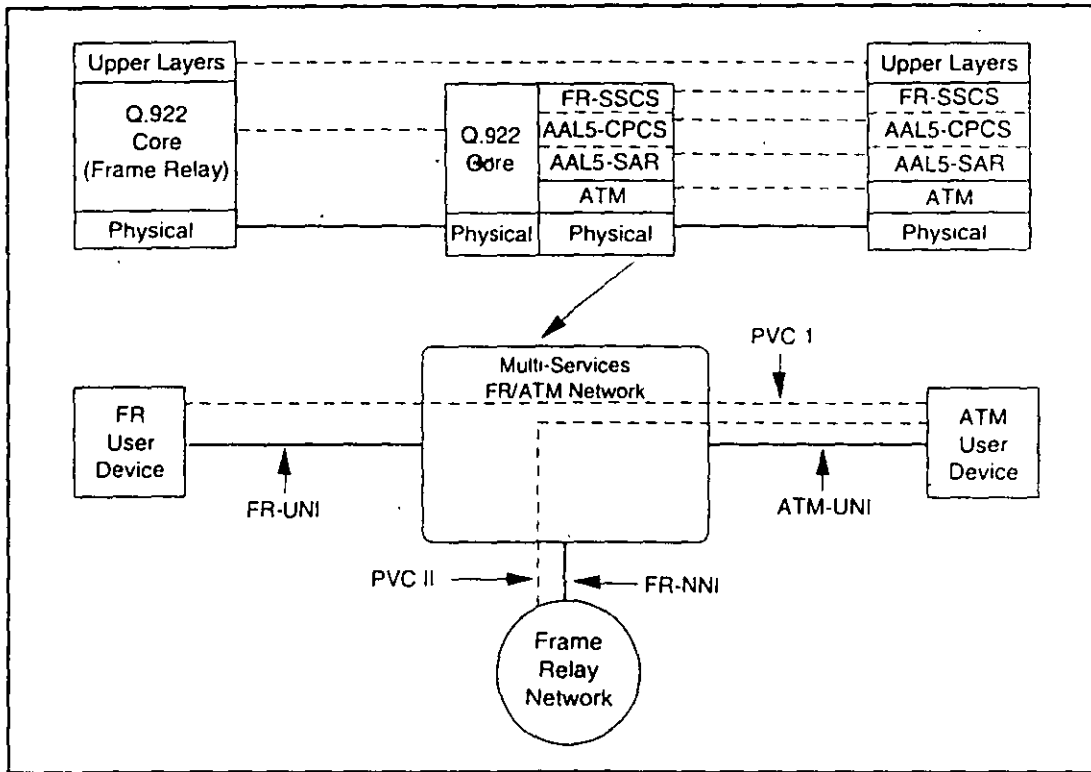 Upper Layers
Q.922
Core
(Frame Relay)
Physical
Q.922
Core
Physical
FR-SSCS
AAL5-CPCS
AAL5-SAR
ATM
Physical
Upper Layers
FR-SSCS
AAL5-CPCS
AAL5-SAR
ATM
Physical
Multi-Services
FR/ATM Network
PVC 1
FR
User
Device
ATM
User
Device
FR-UNI
ATM-UNI
PVC II
FR-NNI
Frame
Relay
Network